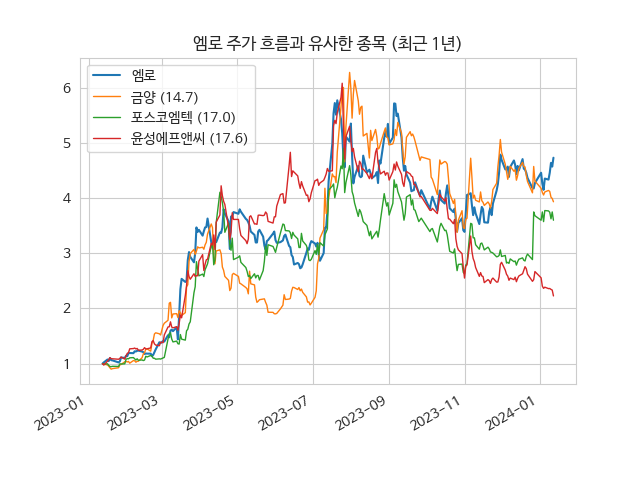 엠로 주가 흐름과 유사한 종목 (최근 1년)
엠로
금양 (14.7)
포스코엠텍 (17.0)
윤성에프앤씨 (17.6)
6
5
4
3
2
1
2023-01
2023-03
2023-05
2023-07
2023-09
2023-11
2024-01